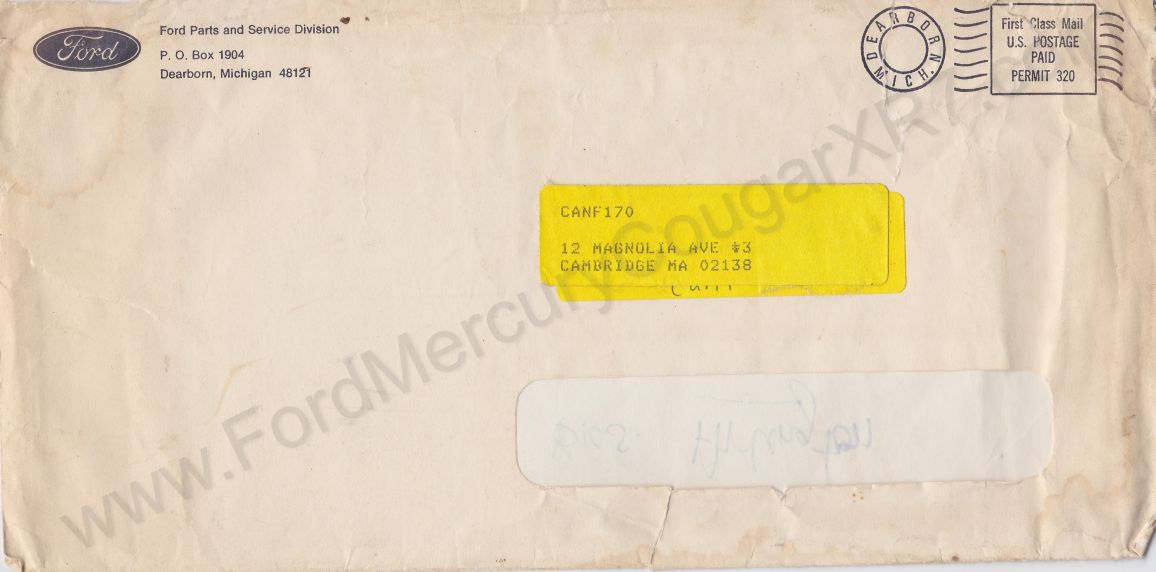 Ford
Ford Parts and Service Division
P. O. Box 1904
Dearborn, Michigan 48121
DEARBORN
MICH.
First Class Mail
U.S. POSTAGE
PAID
PERMIT 320
CANF170
12 MAGNOLIA AVE #3
CAMBRIDGE MA 02138
www.FordMercuryCougarXR7.com